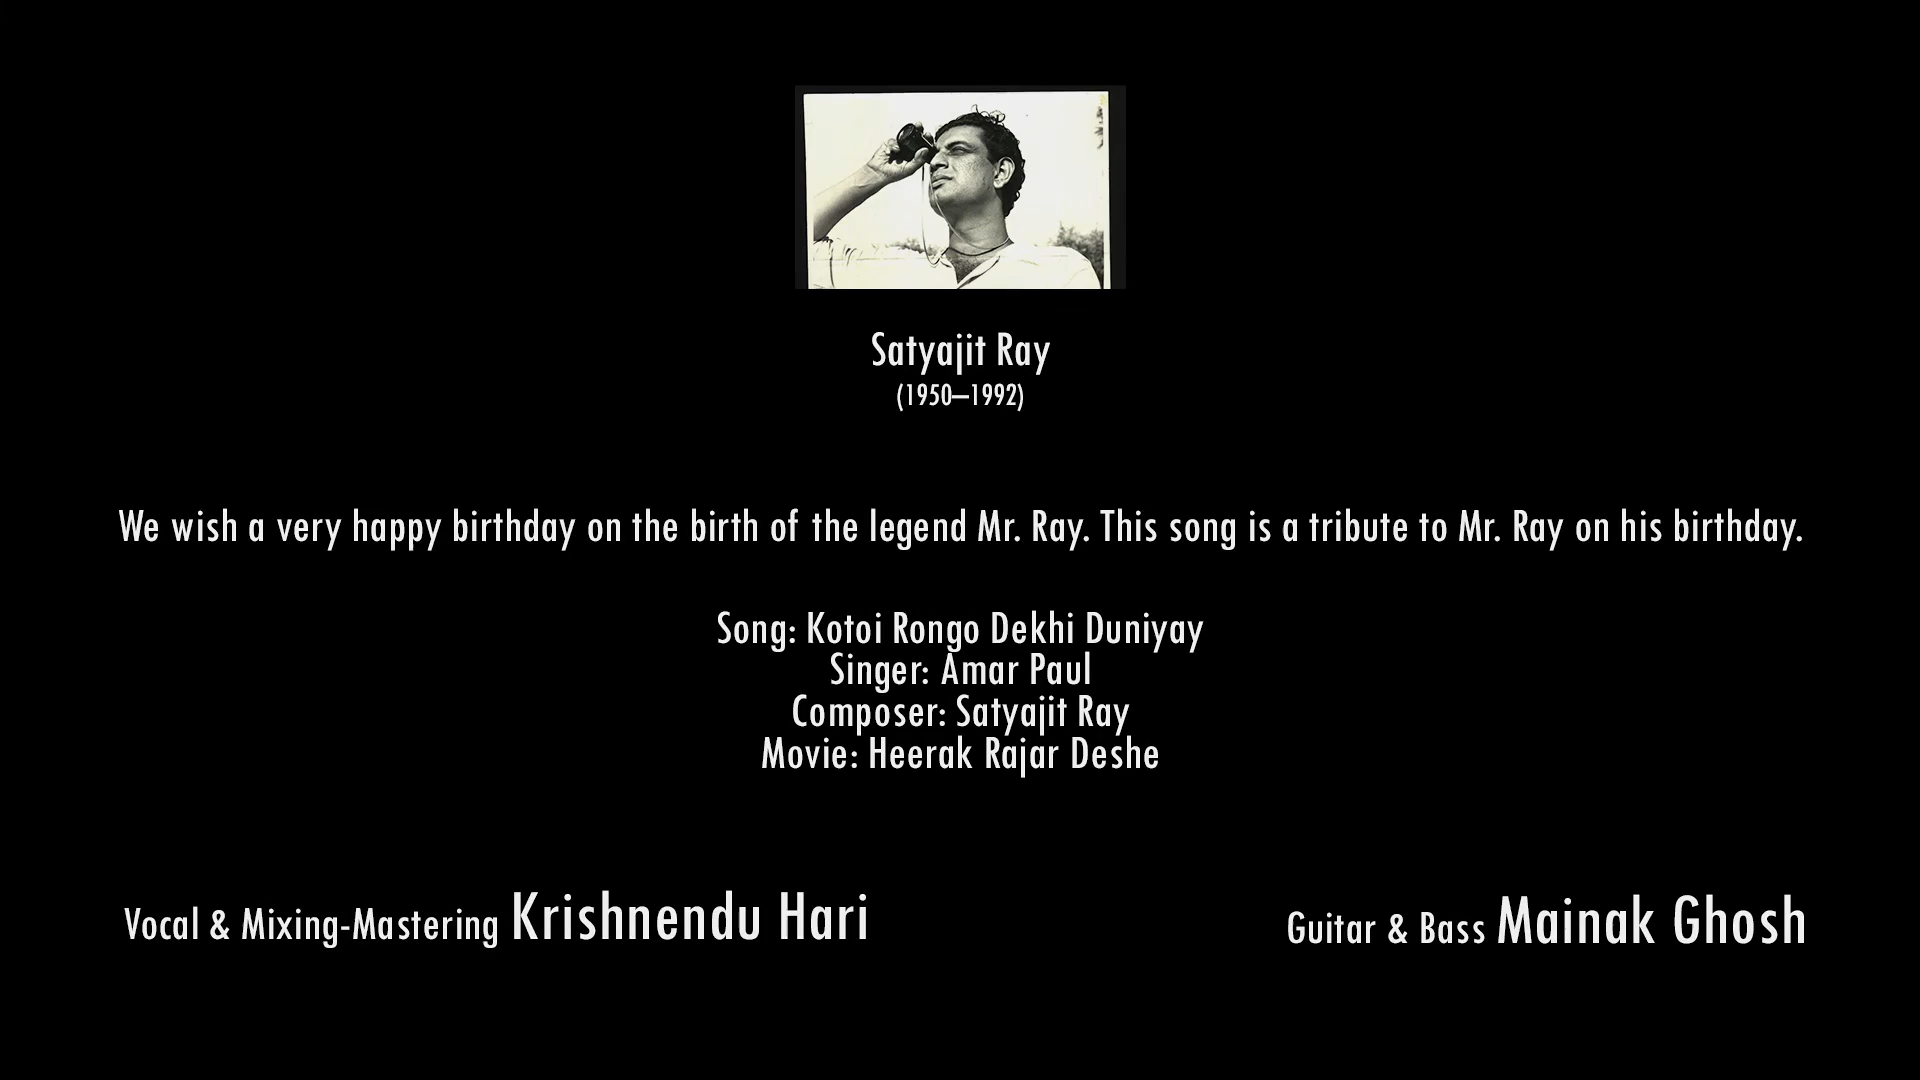 Satyajit Ray
(1950–1992)
We wish a very happy birthday on the birth of the legend Mr. Ray. This song is a tribute to Mr. Ray on his birthday.
Song: Kotoi Rongo Dekhi Duniyay
Singer: Amar Paul
Composer: Satyajit Ray
Movie: Heerak Rajar Deshe
Vocal & Mixing-Mastering Krishnendu Hari
Guitar & Bass Mainak Ghosh